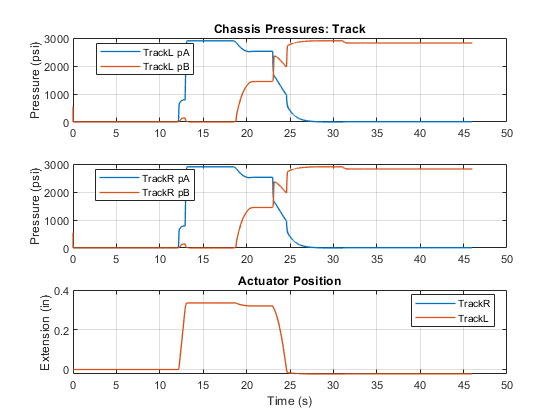 Chassis Pressures: Track
Pressure (psi)
3000
2000
1000
0
TrackL pA
TrackL pB
0 5 10 15 20 25 30 35 40 45 50
Pressure (psi)
3000
2000
1000
0
TrackR pA
TrackR pB
0 5 10 15 20 25 30 35 40 45 50
Actuator Position
Extension (in)
0.4
0.2
0
TrackR
TrackL
0 5 10 15 20 25 30 35 40 45 50
Time (s)